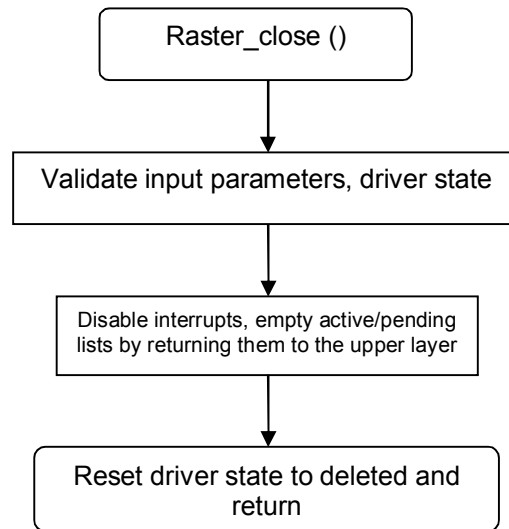 Raster_close ()
Validate input parameters, driver state
Disable interrupts, empty active/pending
lists by returning them to the upper layer
Reset driver state to deleted and
return